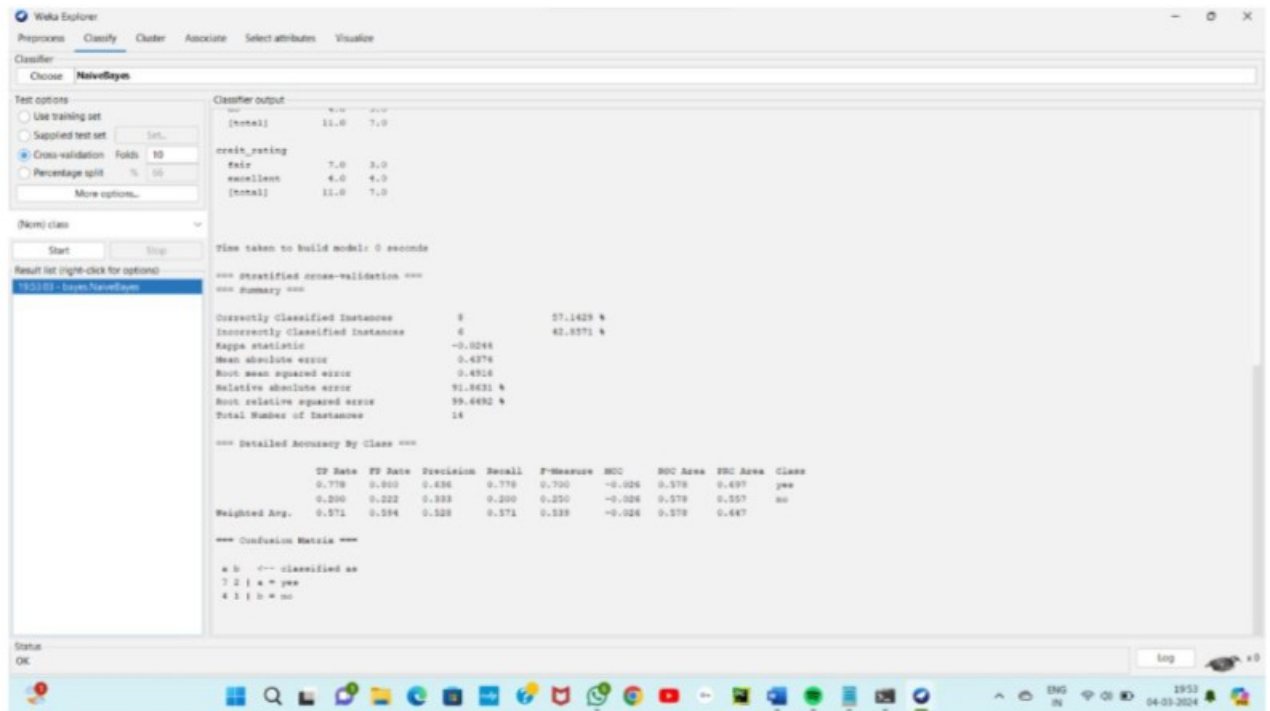 Weka Explorer
Preprocess Classify Cluster Associate Select attributes Visualize
Classifier
Choose NaiveBayes
Test options
Use training set
Supplied test set Set...
Cross-validation Folds 10
Percentage split % 66
More options...
(Nom) class
Start Stop
Result list (right-click for options)
19:53:03 - bayes.NaiveBayes
Classifier output
[total] 11.0 7.0
creit_rating
fair 7.0 3.0
excellent 4.0 4.0
[total] 11.0 7.0
Time taken to build model: 0 seconds
=== Stratified cross-validation ===
=== Summary ===
Correctly Classified Instances 8 57.1429 %
Incorrectly Classified Instances 6 42.8571 %
Kappa statistic -0.0244
Mean absolute error 0.4374
Root mean squared error 0.4916
Relative absolute error 91.8631 %
Root relative squared error 99.6492 %
Total Number of Instances 14
=== Detailed Accuracy By Class ===
TP Rate FP Rate Precision Recall F-Measure MCC ROC Area PRC Area Class
0.778 0.800 0.636 0.778 0.700 -0.026 0.578 0.697 yes
0.200 0.222 0.333 0.200 0.250 -0.026 0.578 0.557 no
Weighted Avg. 0.571 0.594 0.528 0.571 0.539 -0.026 0.578 0.647
=== Confusion Matrix ===
a b <-- classified as
7 2 | a = yes
4 1 | b = no
Status
OK
Log
x 0
ENG
IN
19:53
04-03-2024